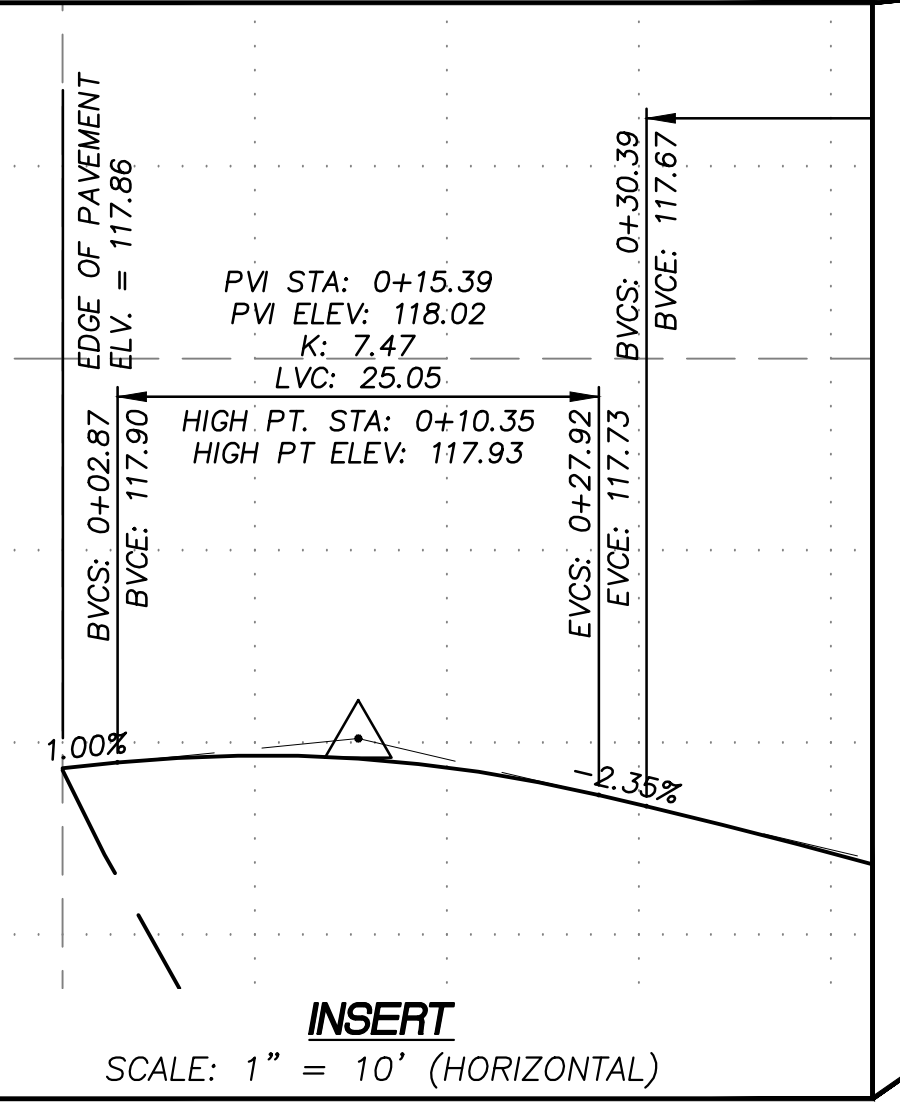 EDGE OF PAVEMENT
ELV. = 117.86
PVI STA: 0+15.39
PVI ELEV: 118.02
K: 7.47
LVC: 25.05
HIGH PT. STA: 0+10.35
HIGH PT ELEV: 117.93
BVCS: 0+02.87
BVCE: 117.90
EVCS: 0+27.92
EVCE: 117.73
BVCS: 0+30.39
BVCE: 117.67
1.00%
-2.35%
INSERT
SCALE: 1" = 10' (HORIZONTAL)